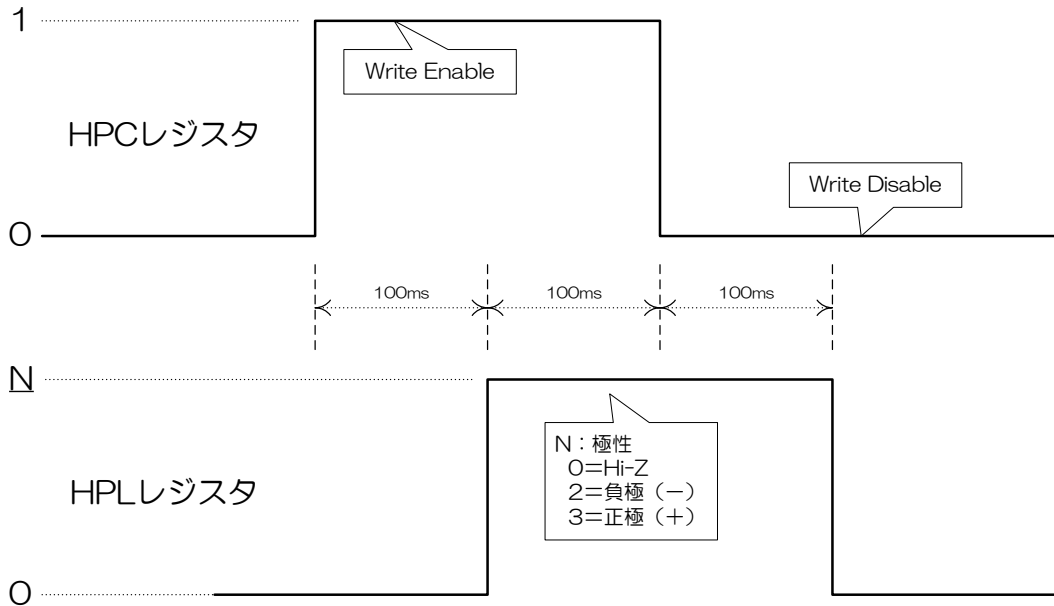 1
Write Enable
HPCレジスタ
Write Disable
0
100ms
100ms
100ms
N
N：極性
0=Hi-Z
2=負極（－）
3=正極（＋）
HPLレジスタ
0